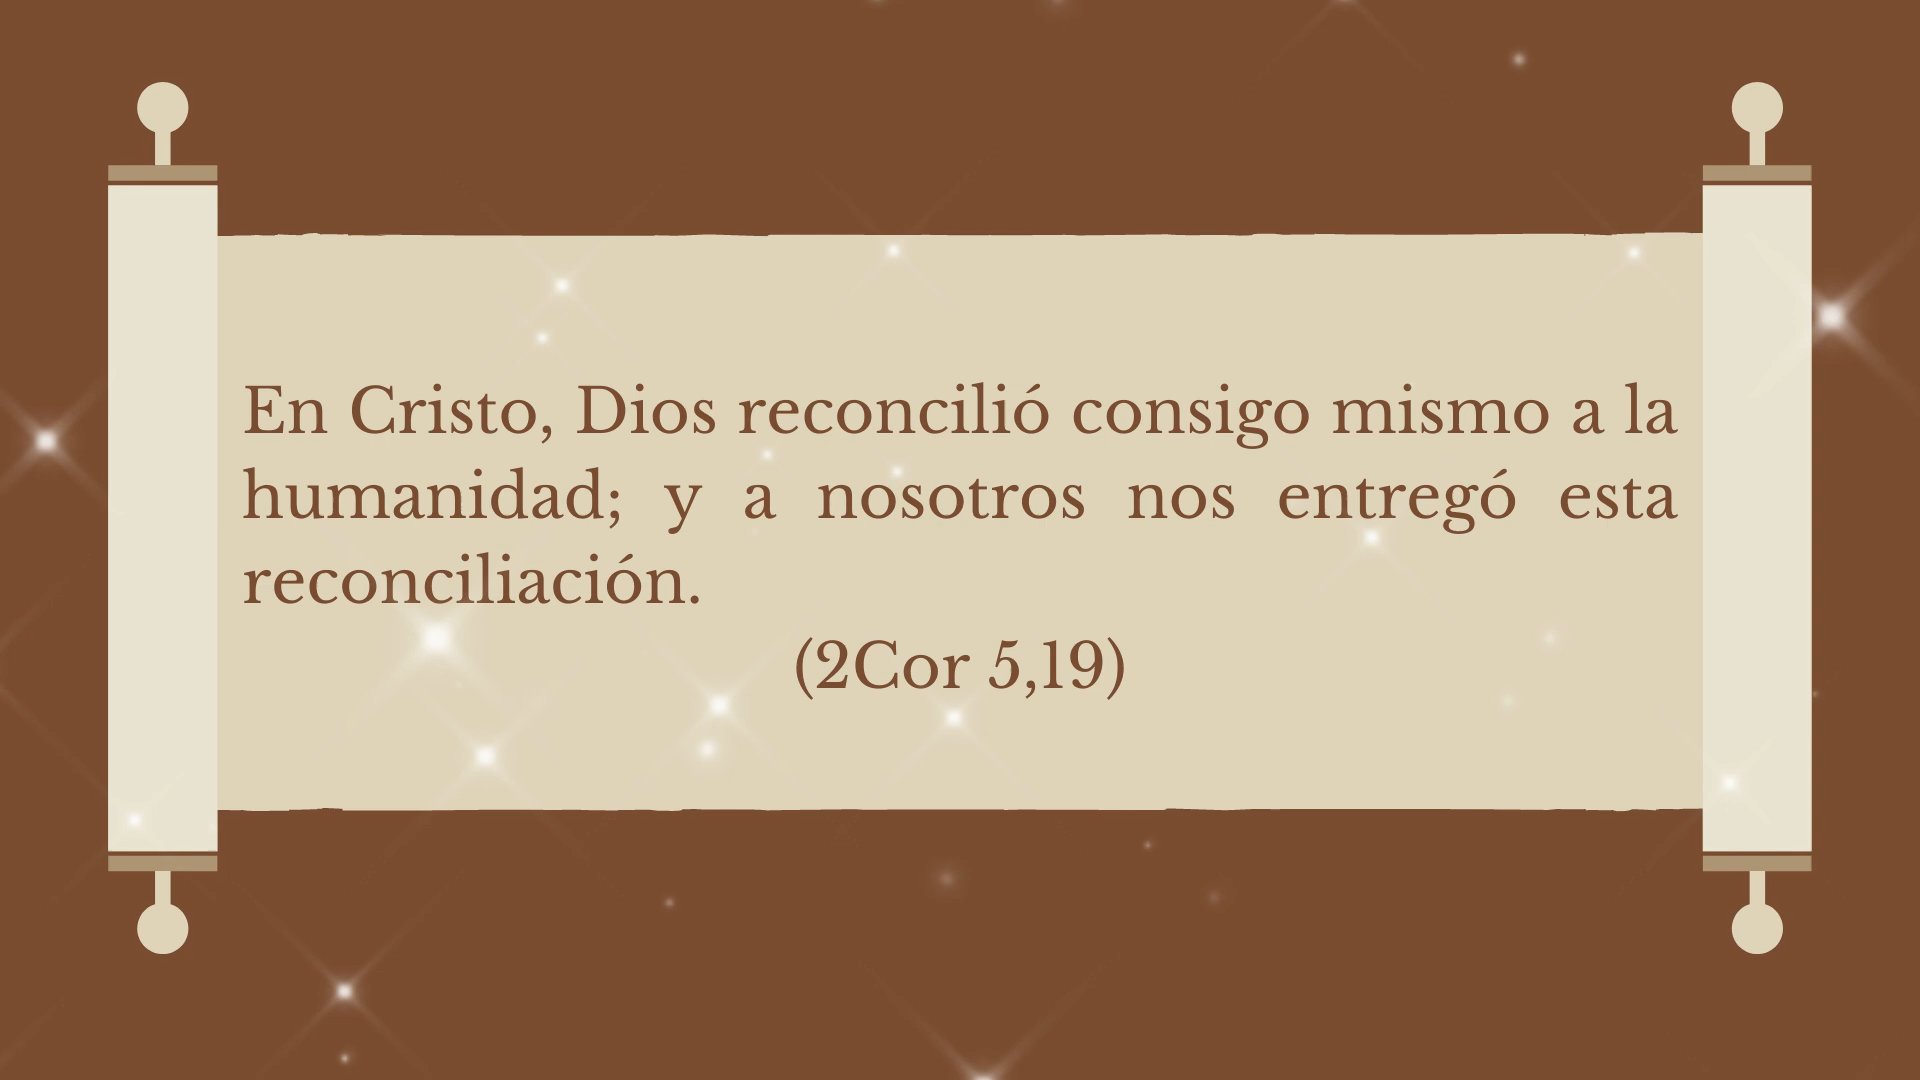 En Cristo, Dios reconcilió consigo mismo a la
humanidad; y a nosotros nos entregó esta
reconciliación.
(2Cor 5,19)